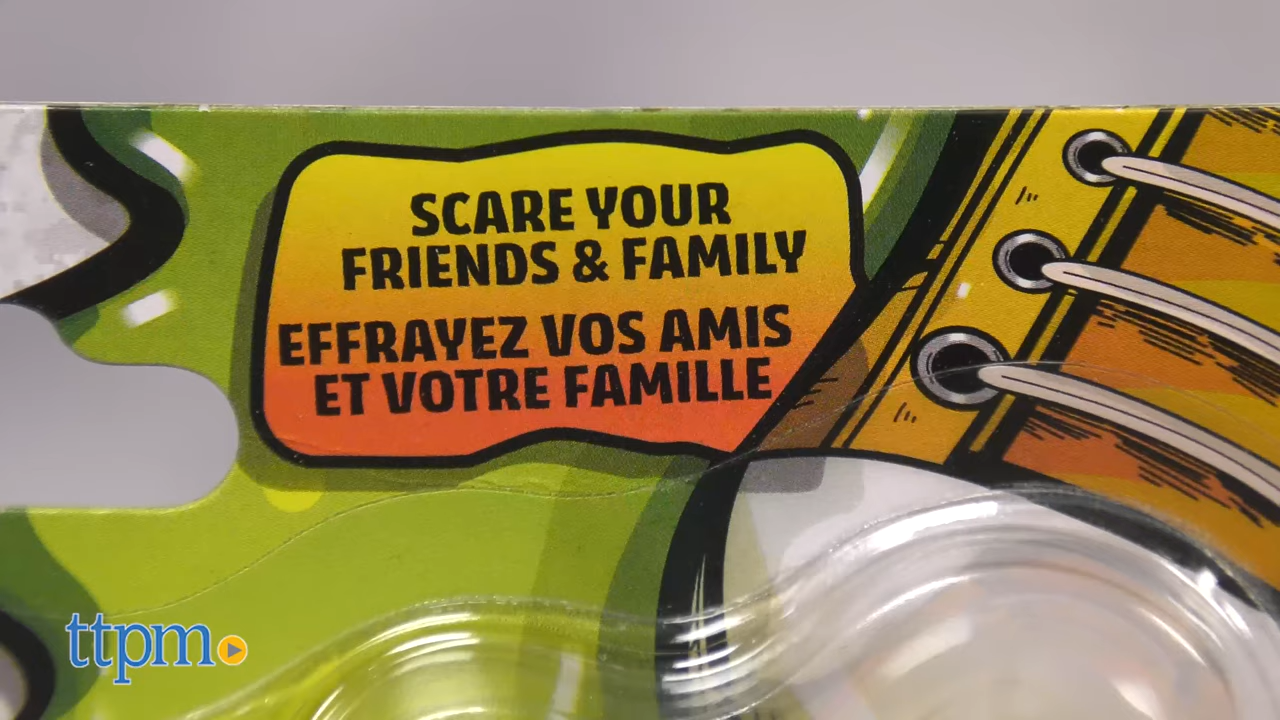 SCARE YOUR
FRIENDS & FAMILY
EFFRAYEZ VOS AMIS
ET VOTRE FAMILLE
ttpm